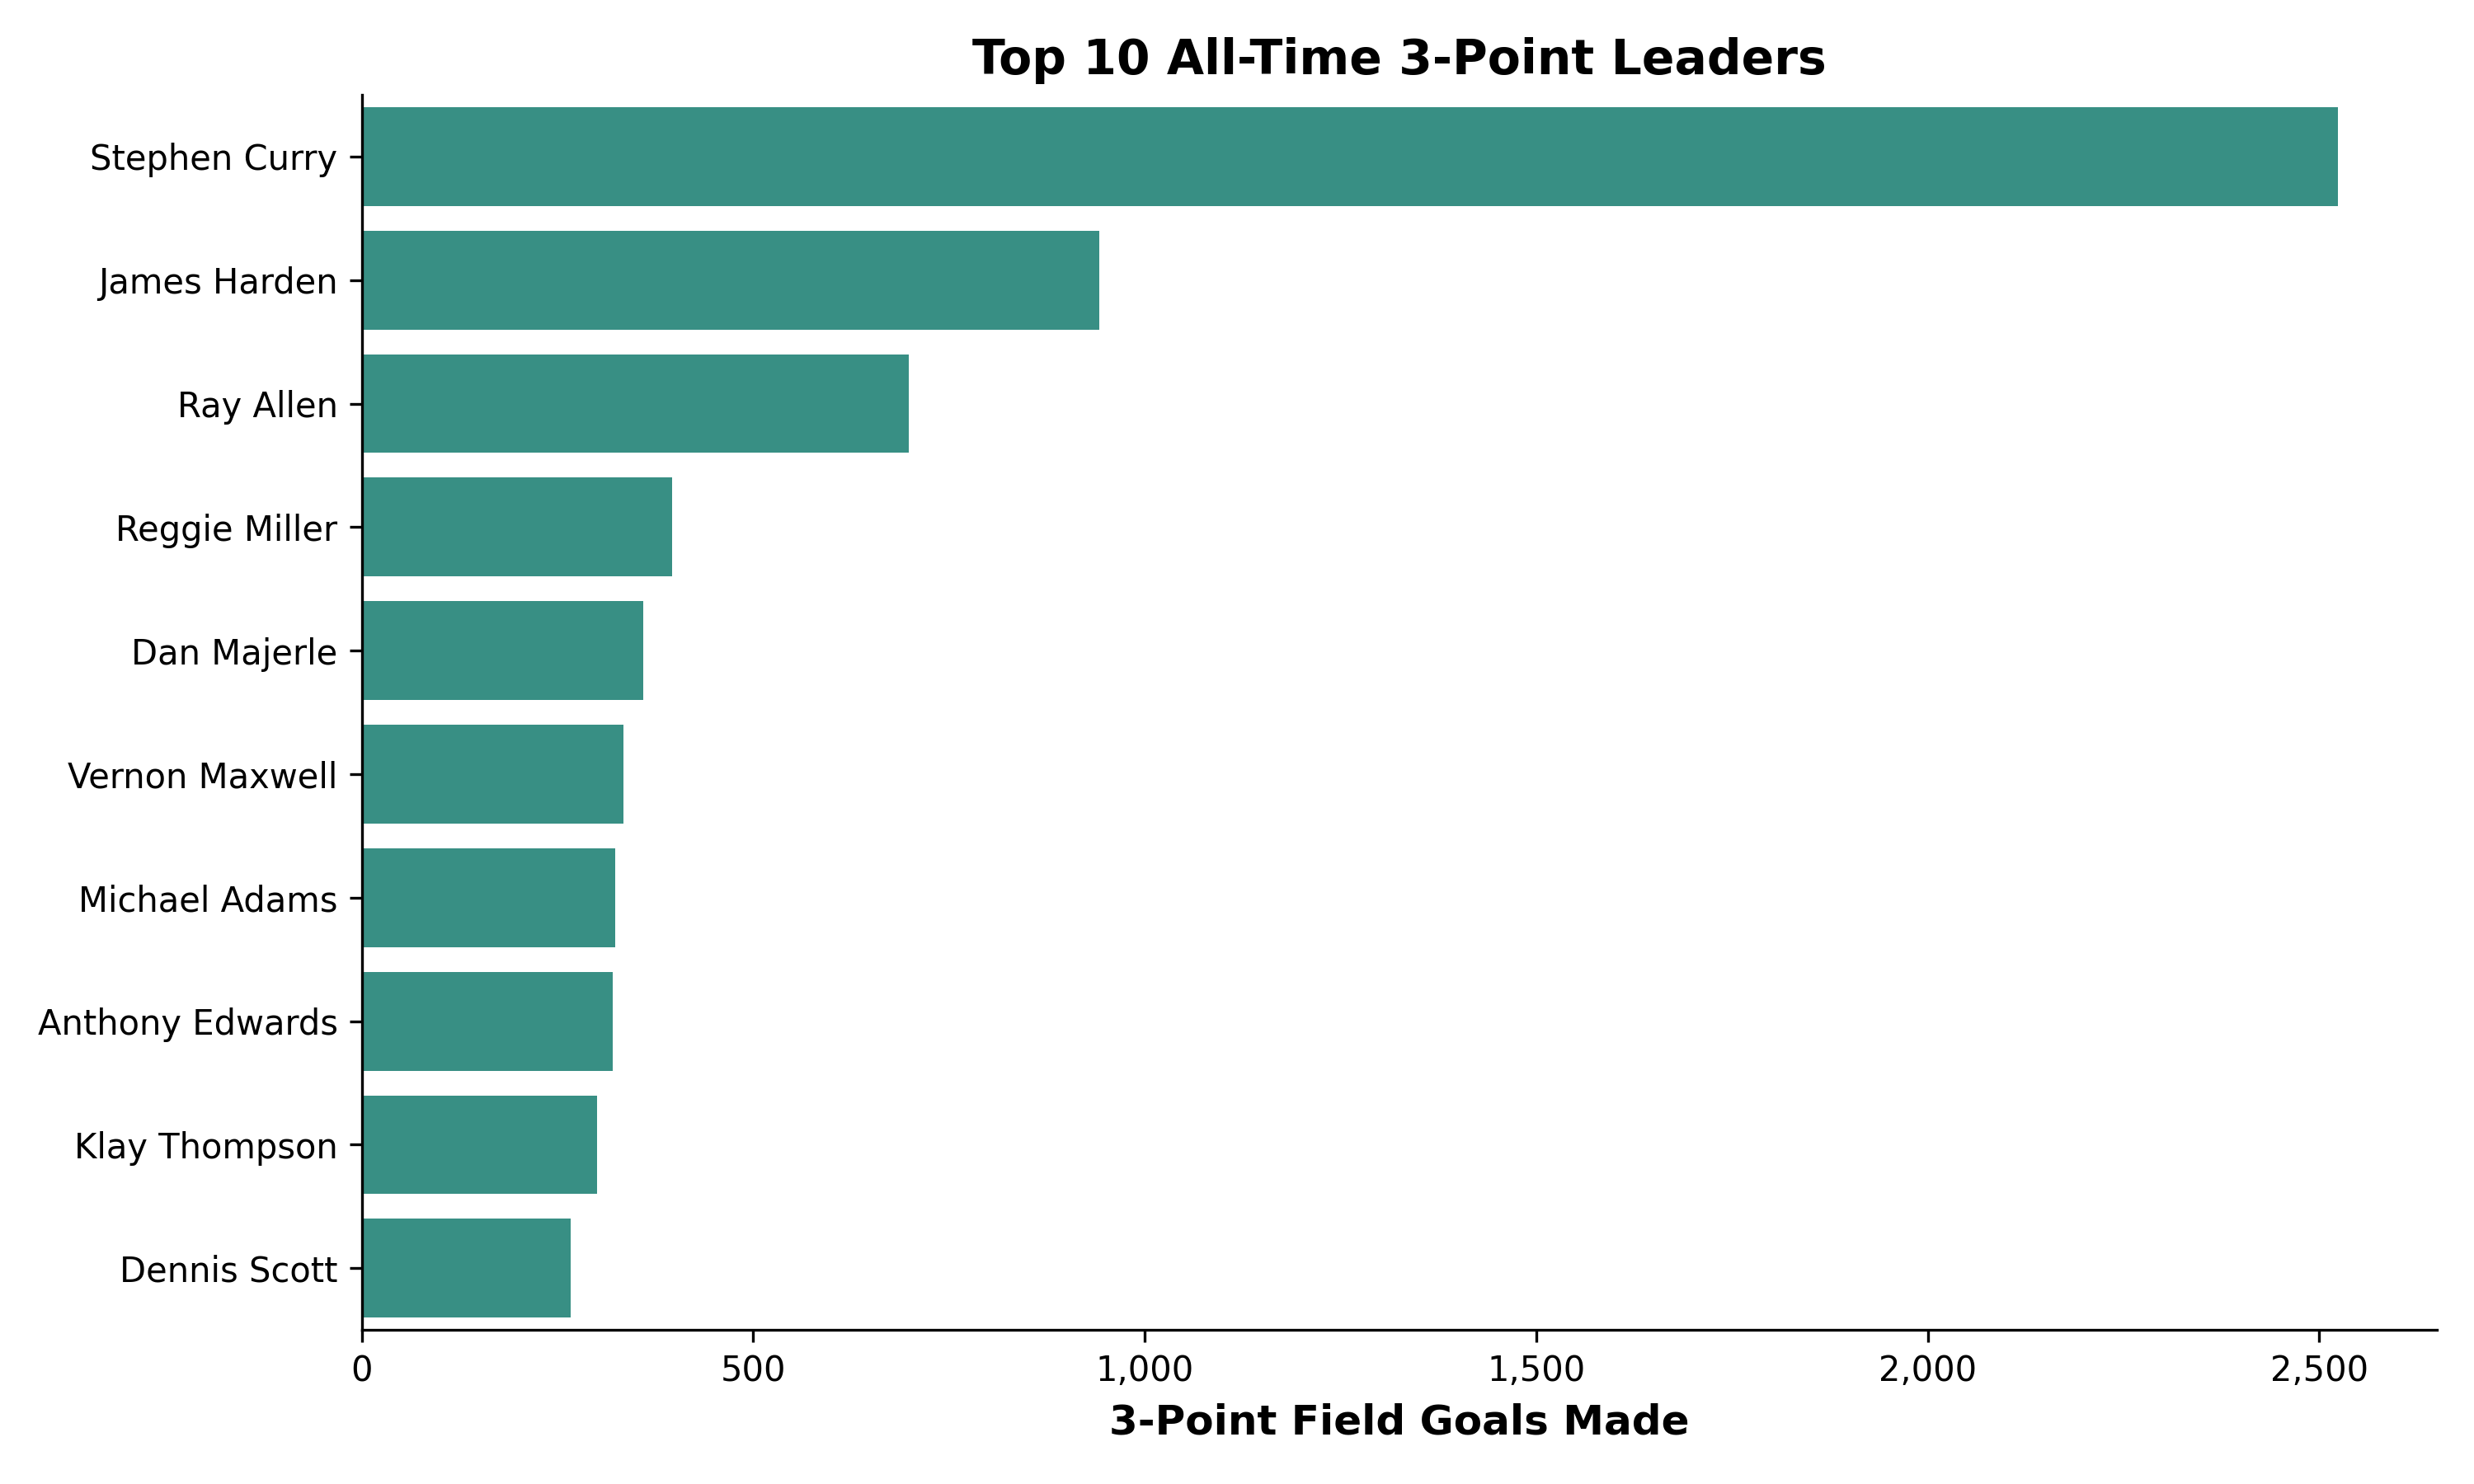 Top 10 All-Time 3-Point Leaders
Stephen Curry
James Harden
Ray Allen
Reggie Miller
Dan Majerle
Vernon Maxwell
Michael Adams
Anthony Edwards
Klay Thompson
Dennis Scott
0 500 1,000 1,500 2,000 2,500
3-Point Field Goals Made